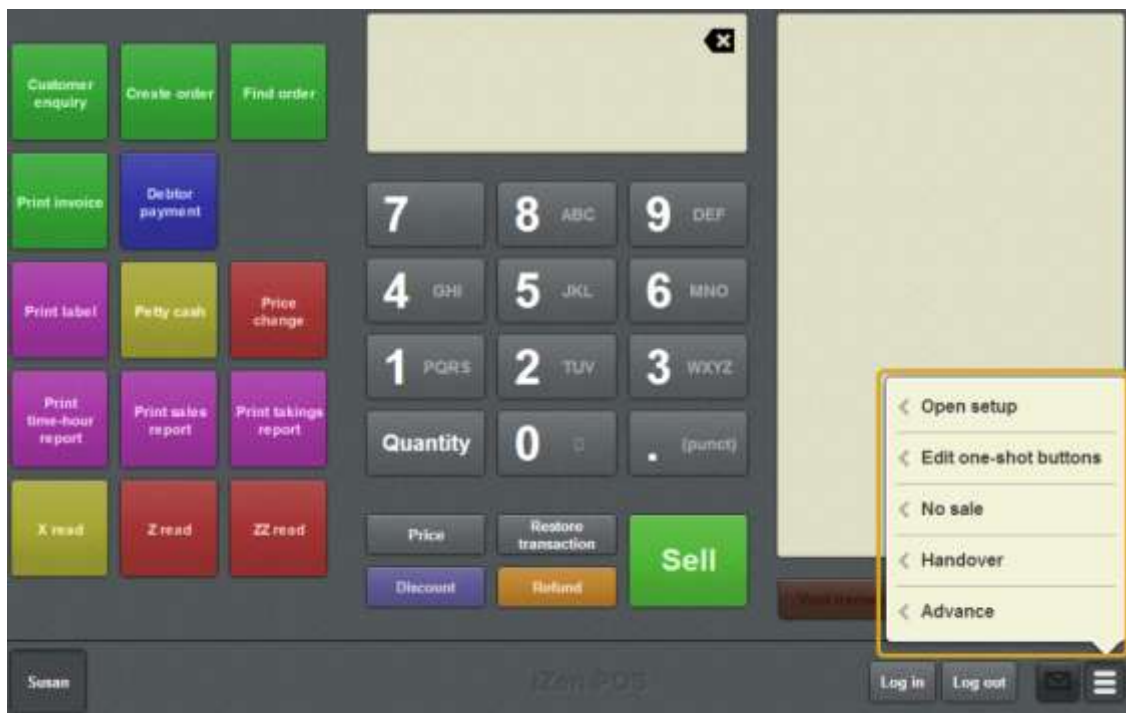 Customer
enquiry
Create order
Find order
Print invoice
Debtor
payment
Print label
Petty cash
Price
change
Print
time-hour
report
Print sales
report
Print takings
report
X read
Z read
ZZ read
7
8 ABC
9 DEF
4 GHI
5 JKL
6 MNO
1 PQRS
2 TUV
3 WXYZ
Quantity
0
. (punct)
Price
Restore
transaction
Sell
Discount
Refund
Open setup
Edit one-shot buttons
No sale
Handover
Advance
Susan
iZen POS
Log in
Log out